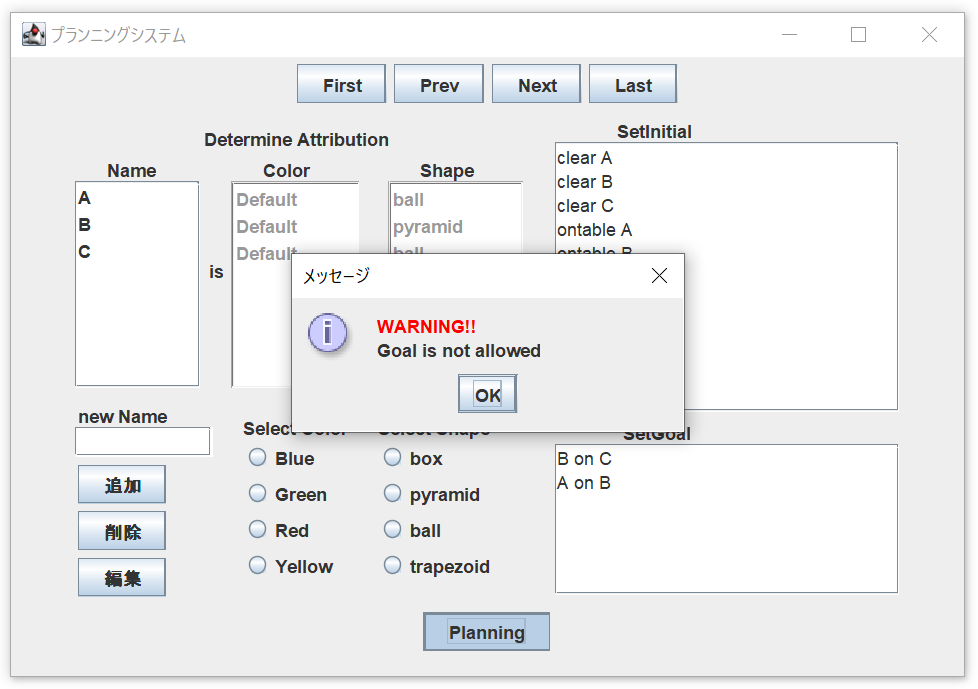 プランニングシステム
First Prev Next Last
Determine Attribution
SetInitial
Name Color Shape
A
B
C
is
Default
Default
Default
ball
pyramid
ball
clear A
clear B
clear C
ontable A
ontable B
メッセージ
WARNING!!
Goal is not allowed
OK
new Name
追加
削除
編集
Select Color
Blue
Green
Red
Yellow
Select Shape
box
pyramid
ball
trapezoid
SetGoal
B on C
A on B
Planning